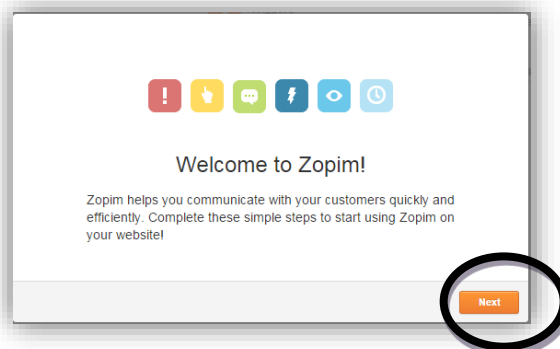 Welcome to Zopim!
Zopim helps you communicate with your customers quickly and
efficiently. Complete these simple steps to start using Zopim on
your website!
Next